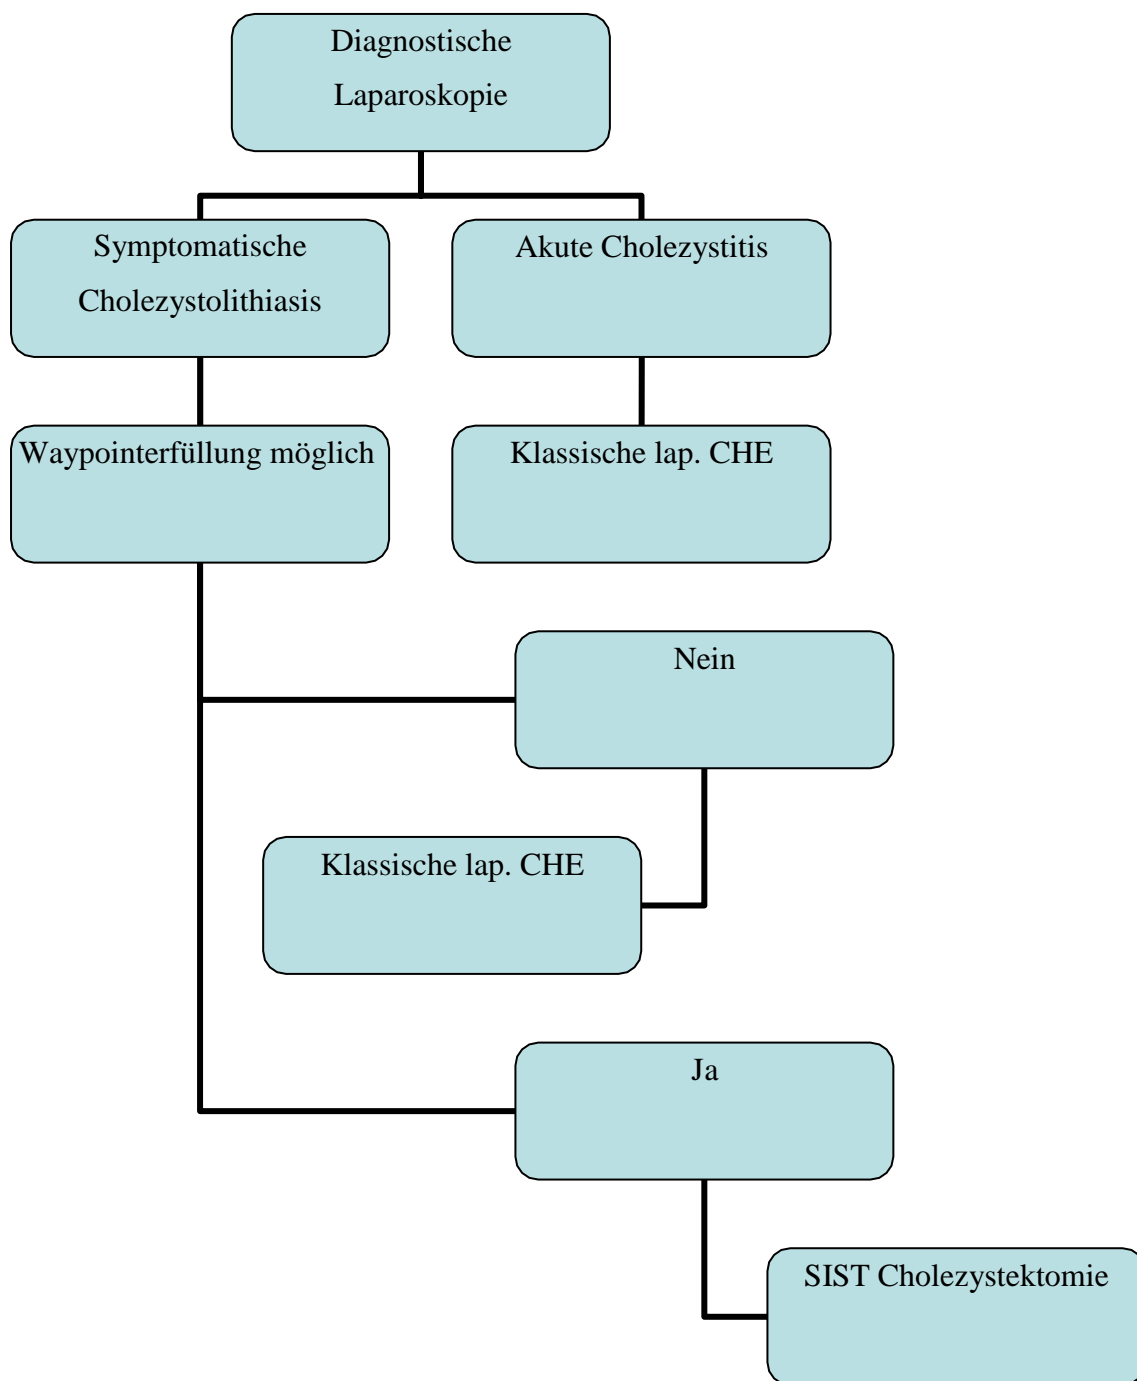 Diagnostische
Laparoskopie
Symptomatische
Cholezystolithiasis
Akute Cholezystitis
Waypointerfüllung möglich
Klassische lap. CHE
Nein
Klassische lap. CHE
Ja
SIST Cholezystektomie